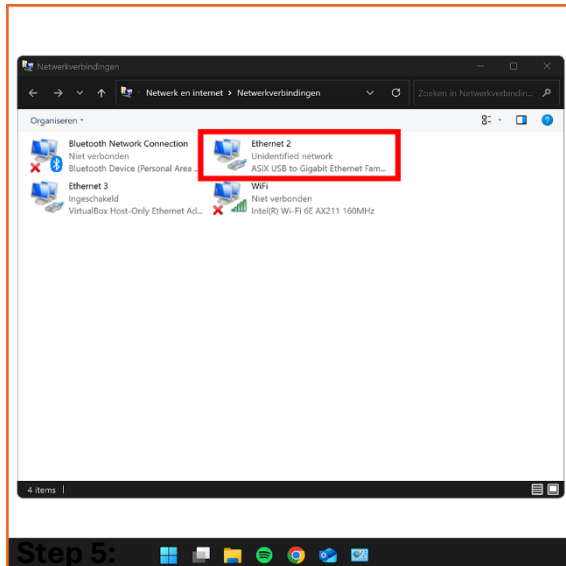 Netwerkverbindingen
Netwerk en internet > Netwerkverbindingen
Zoeken in Netwerkverbindin...
Organiseren
Bluetooth Network Connection
Niet verbonden
Bluetooth Device (Personal Area ...
Ethernet 2
Unidentified network
ASIX USB to Gigabit Ethernet Fam...
Ethernet 3
Ingeschakeld
VirtualBox Host-Only Ethernet Ad...
WiFi
Niet verbonden
Intel(R) Wi-Fi 6E AX211 160MHz
4 items
Step 5: